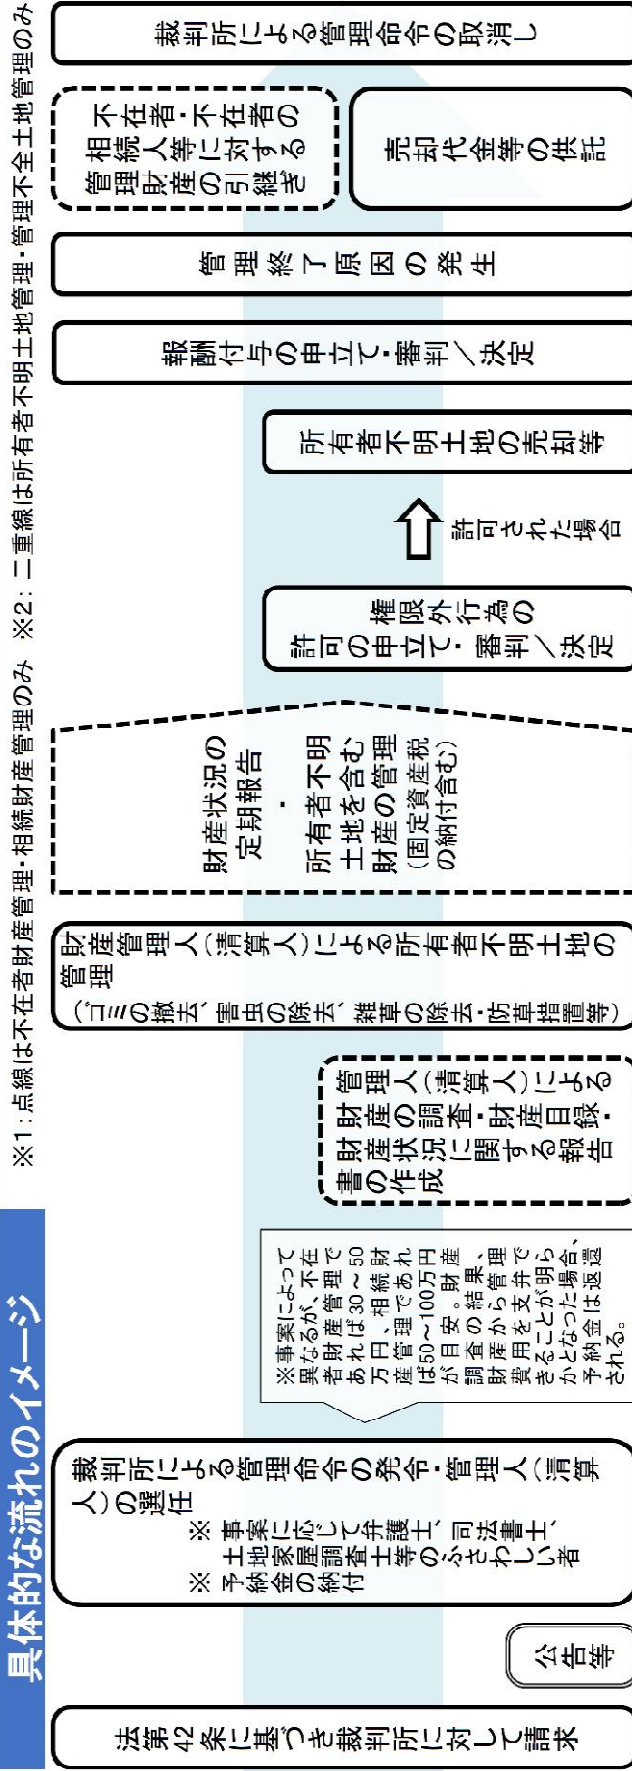 具体的な流れのイメージ
※1：点線は不在者財産管理・相続財産管理のみ　※2：二重線は所有者不明土地管理・管理不全土地管理のみ
法第42条に基づき裁判所に対して請求
公告等
裁判所による管理命令の発令・管理人（清算
人）の選任
※ 事案に応じて弁護士、司法書士、
土地家屋調査士等のふさわしい者
※ 予納金の納付
※事案によって
異なるが、不在
者財産管理で
あれば30～50
万円、相続財
産管理であれ
ば50～100万円
が目安。財産
調査の結果、
財産から管理
費用を支弁で
きることが明ら
かとなった場合、
予納金は返還
される。
管理人（清算人）による
財産の調査・財産目録・
財産状況に関する報告
書の作成
財産管理人（清算人）による所有者不明土地の
管理
（ゴミの撤去、害虫の除去、雑草の除去・防草措置等）
財産状況の
定期報告
・
所有者不明
土地を含む
財産の管理
（固定資産税
の納付含む）
権限外行為の
許可の申立て・審判／決定
許可された場合
所有者不明土地の売却等
報酬付与の申立て・審判／決定
管理終了原因の発生
不在者・不在者の
相続人等に対する
管理財産の引継ぎ
売却代金等の供託
裁判所による管理命令の取消し